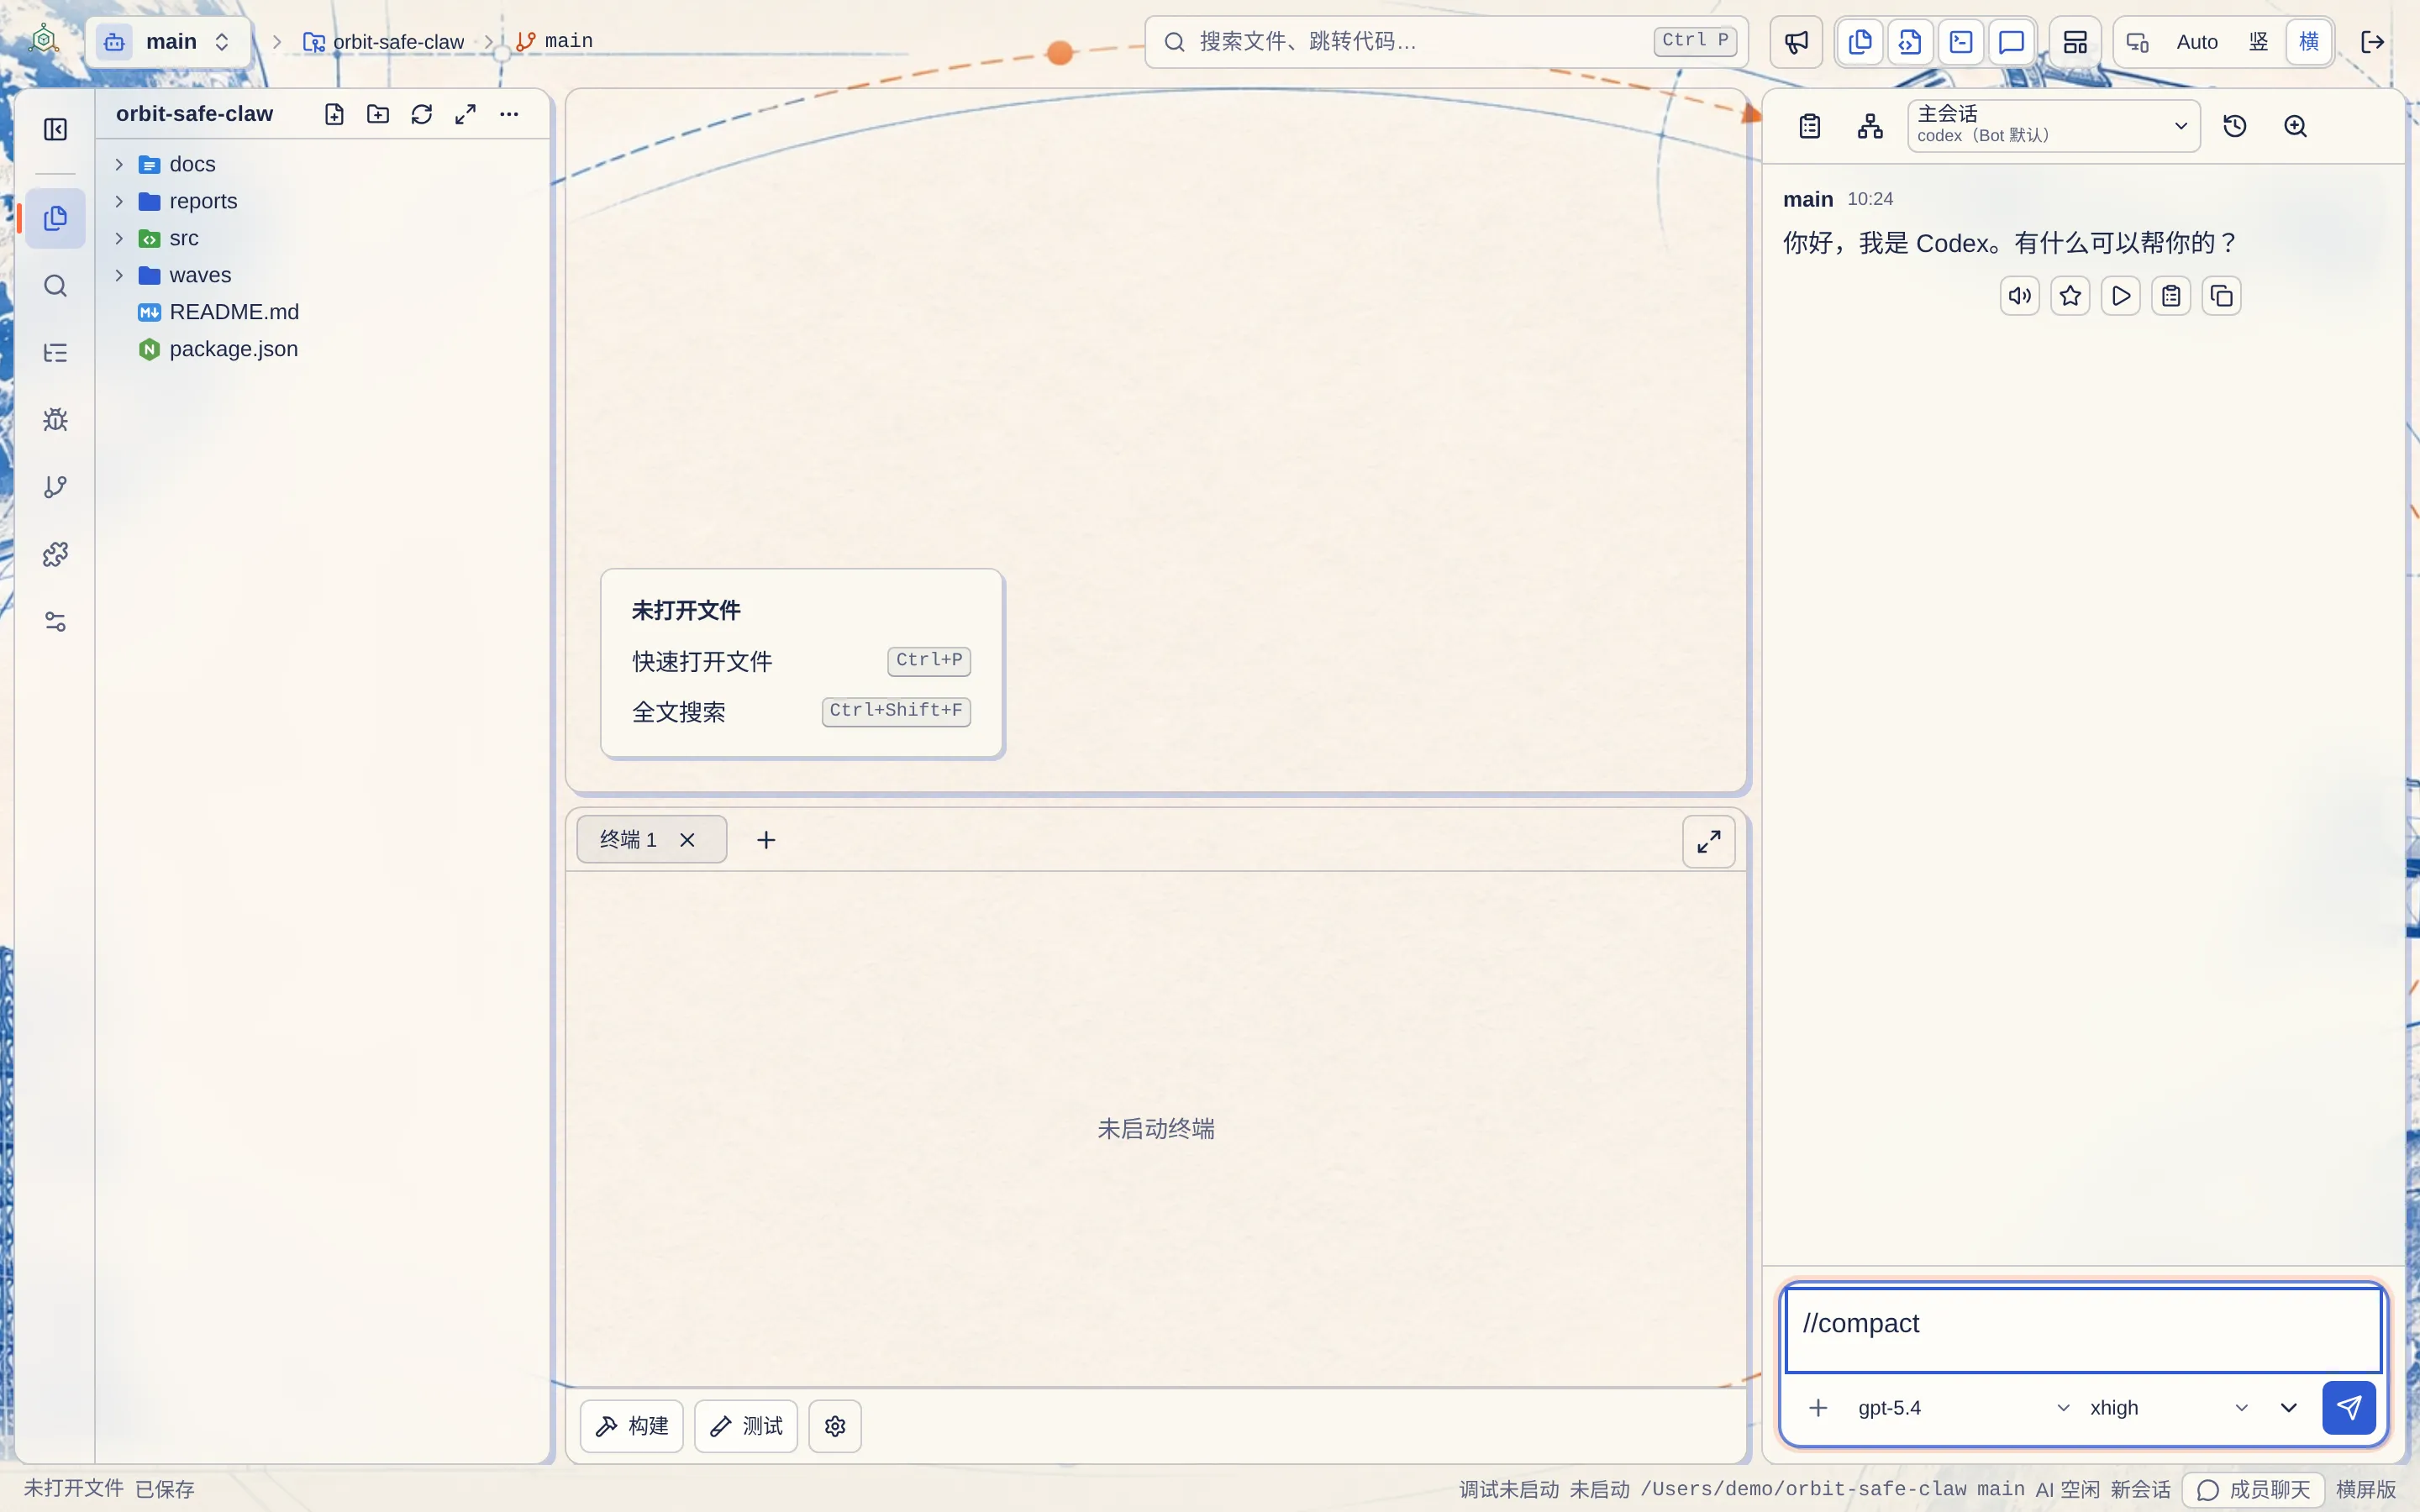 main
orbit-safe-claw
main
搜索文件、跳转代码...
Ctrl P
Auto
竖
横
orbit-safe-claw
docs
reports
src
waves
README.md
package.json
未打开文件
快速打开文件 Ctrl+P
全文搜索 Ctrl+Shift+F
终端 1
未启动终端
构建
测试
主会话
codex（Bot 默认）
main 10:24
你好，我是 Codex。有什么可以帮你的？
//compact
gpt-5.4
xhigh
未打开文件 已保存
调试未启动 未启动 /Users/demo/orbit-safe-claw main AI 空闲 新会话 成员聊天 横屏版